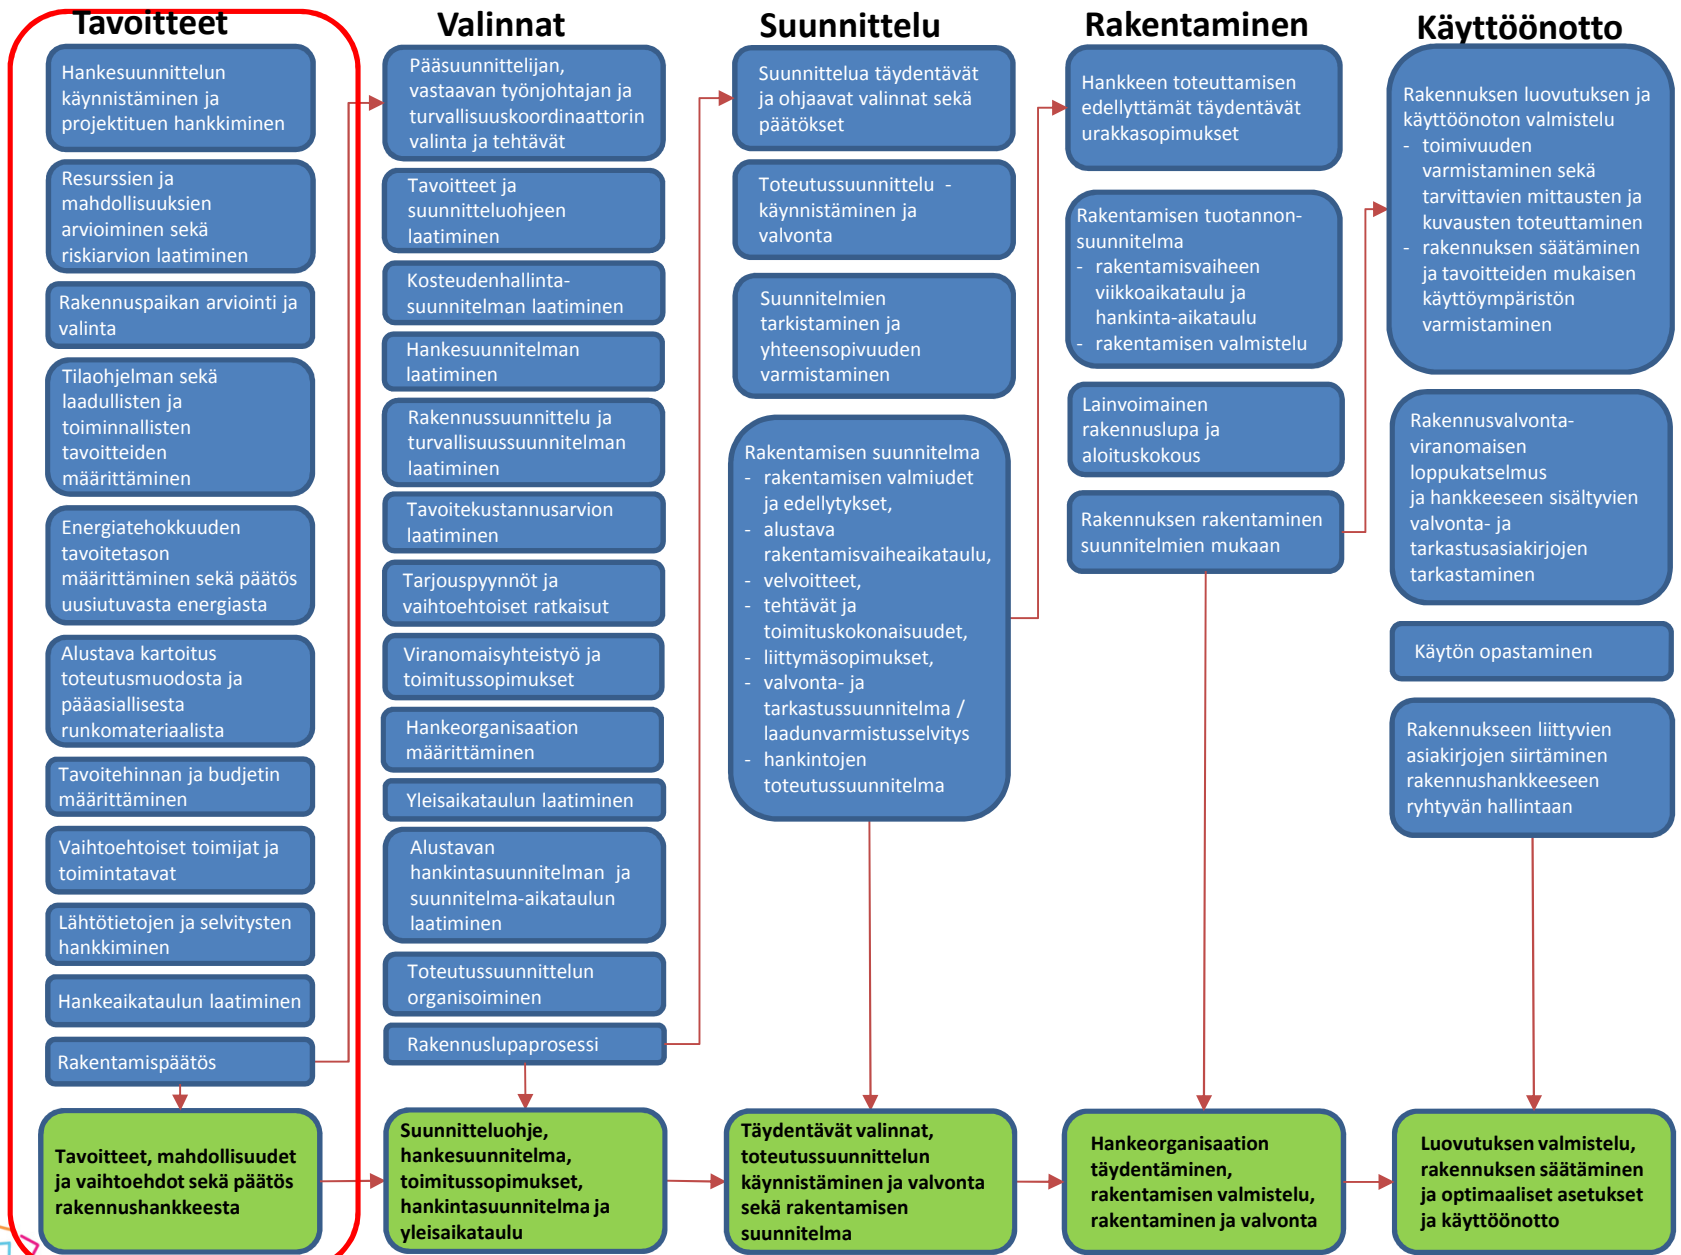 Tavoitteet
Hankesuunnittelun
käynnistäminen ja
projektituen hankkiminen
Resurssien ja
mahdollisuuksien
arvioiminen sekä
riskiarvion laatiminen
Rakennuspaikan arviointi ja
valinta
Tilaohjelman sekä
laadullisten ja
toiminnallisten
tavoitteiden
määrittäminen
Energiatehokkuuden
tavoitetason
määrittäminen sekä päätös
uusiutuvasta energiasta
Alustava kartoitus
toteutusmuodosta ja
pääasiallisesta
runkomateriaalista
Tavoitehinnan ja budjetin
määrittäminen
Vaihtoehtoiset toimijat ja
toimintatavat
Lähtötietojen ja selvitysten
hankkiminen
Hankeaikataulun laatiminen
Rakentamispäätös
Tavoitteet, mahdollisuudet
ja vaihtoehdot sekä päätös
rakennushankkeesta
Valinnat
Pääsuunnittelijan,
vastaavan työnjohtajan ja
turvallisuuskoordinaattorin
valinta ja tehtävät
Tavoitteet ja
suunnitteluohjeen
laatiminen
Kosteudenhallinta-
suunnitelman laatiminen
Hankesuunnitelman
laatiminen
Rakennussuunnittelu ja
turvallisuussuunnitelman
laatiminen
Tavoitekustannusarvion
laatiminen
Tarjouspyynnöt ja
vaihtoehtoiset ratkaisut
Viranomaisyhteistyö ja
toimitussopimukset
Hankeorganisaation
määrittäminen
Yleisaikataulun laatiminen
Alustavan
hankintasuunnitelman ja
suunnitelma-aikataulun
laatiminen
Toteutussuunnittelun
organisoiminen
Rakennuslupaprosessi
Suunnitteluohje,
hankesuunnitelma,
toimitussopimukset,
hankintasuunnitelma ja
yleisaikataulu
Suunnittelu
Suunnittelua täydentävät
ja ohjaavat valinnat sekä
päätökset
Toteutussuunnittelu -
käynnistäminen ja
valvonta
Suunnitelmien
tarkistaminen ja
yhteensopivuuden
varmistaminen
Rakentamisen suunnitelma
- rakentamisen valmiudet
ja edellytykset,
- alustava
rakentamisvaiheaikataulu,
- velvoitteet,
- tehtävät ja
toimituskokonaisuudet,
- liittymäsopimukset,
- valvonta- ja
tarkastussuunnitelma /
laadunvarmistusselvitys
- hankintojen
toteutussuunnitelma
Täydentävät valinnat,
toteutussuunnittelun
käynnistäminen ja valvonta
sekä rakentamisen
suunnitelma
Rakentaminen
Hankkeen toteuttamisen
edellyttämät täydentävät
urakkasopimukset
Rakentamisen tuotannon-
suunnitelma
- rakentamisvaiheen
viikkoaikataulu ja
hankinta-aikataulu
- rakentamisen valmistelu
Lainvoimainen
rakennuslupa ja
aloituskokous
Rakennuksen rakentaminen
suunnitelmien mukaan
Hankeorganisaation
täydentäminen,
rakentamisen valmistelu,
rakentaminen ja valvonta
Käyttöönotto
Rakennuksen luovutuksen ja
käyttöönoton valmistelu
- toimivuuden
varmistaminen sekä
tarvittavien mittausten ja
kuvausten toteuttaminen
- rakennuksen säätäminen
ja tavoitteiden mukaisen
käyttöympäristön
varmistaminen
Rakennusvalvonta-
viranomaisen
loppukatselmus
ja hankkeeseen sisältyvien
valvonta- ja
tarkastusasiakirjojen
tarkastaminen
Käytön opastaminen
Rakennukseen liittyvien
asiakirjojen siirtäminen
rakennushankkeeseen
ryhtyvän hallintaan
Luovutuksen valmistelu,
rakennuksen säätäminen
ja optimaaliset asetukset
ja käyttöönotto